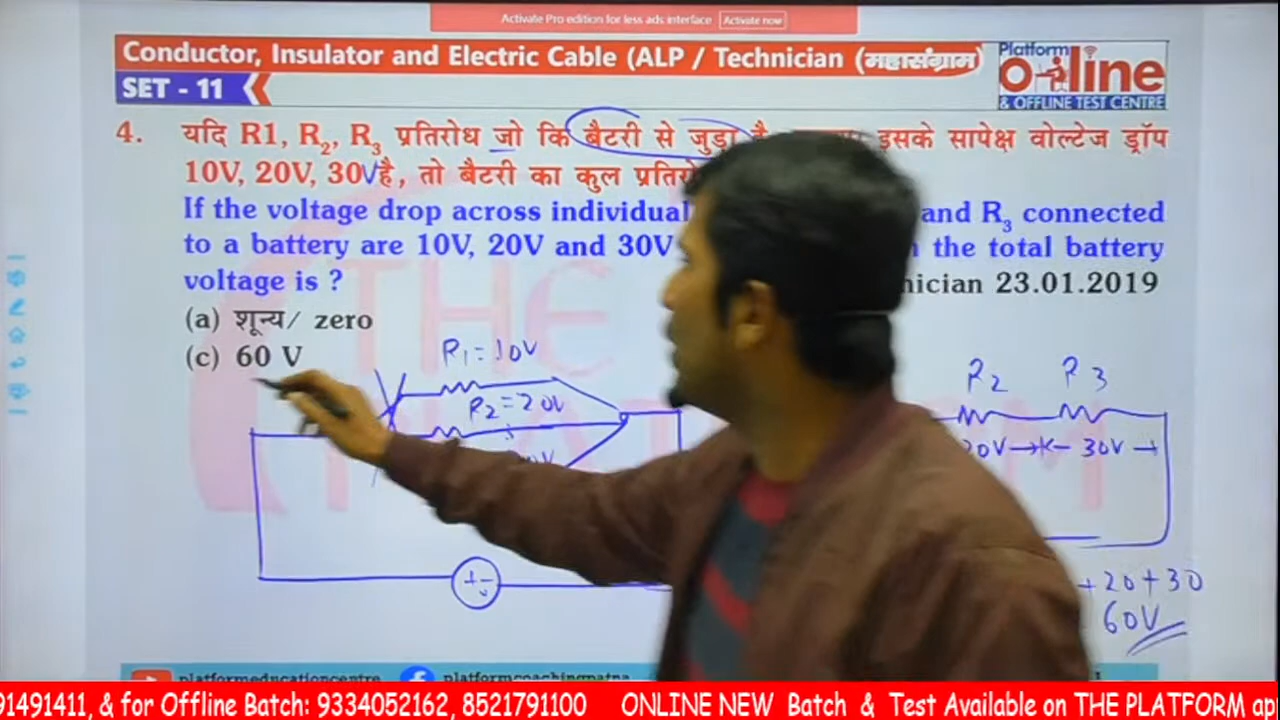 Activate Pro edition for less ads interface Activate now
Conductor, Insulator and Electric Cable (ALP / Technician (महासंग्राम)
Platform
Online
& OFFLINE TEST CENTRE
SET - 11
4. यदि R1, R2, R3 प्रतिरोध जो कि बैटरी से जुड़ा इसके सापेक्ष वोल्टेज ड्रॉप
10V, 20V, 30V है, तो बैटरी का कुल
If the voltage drop across individual and R3 connected
to a battery are 10V, 20V and 30V the total battery
voltage is ? 23.01.2019
(a) शून्य/ zero
(c) 60 V
R1=10V
R2=20V
R2 R3
20V 30V
+ -
+20+30
60V
THE
platformeducationcentre platformcoachingpatna
91491411, & for Offline Batch: 9334052162, 8521791100 ONLINE NEW Batch & Test Available on THE PLATFORM ap